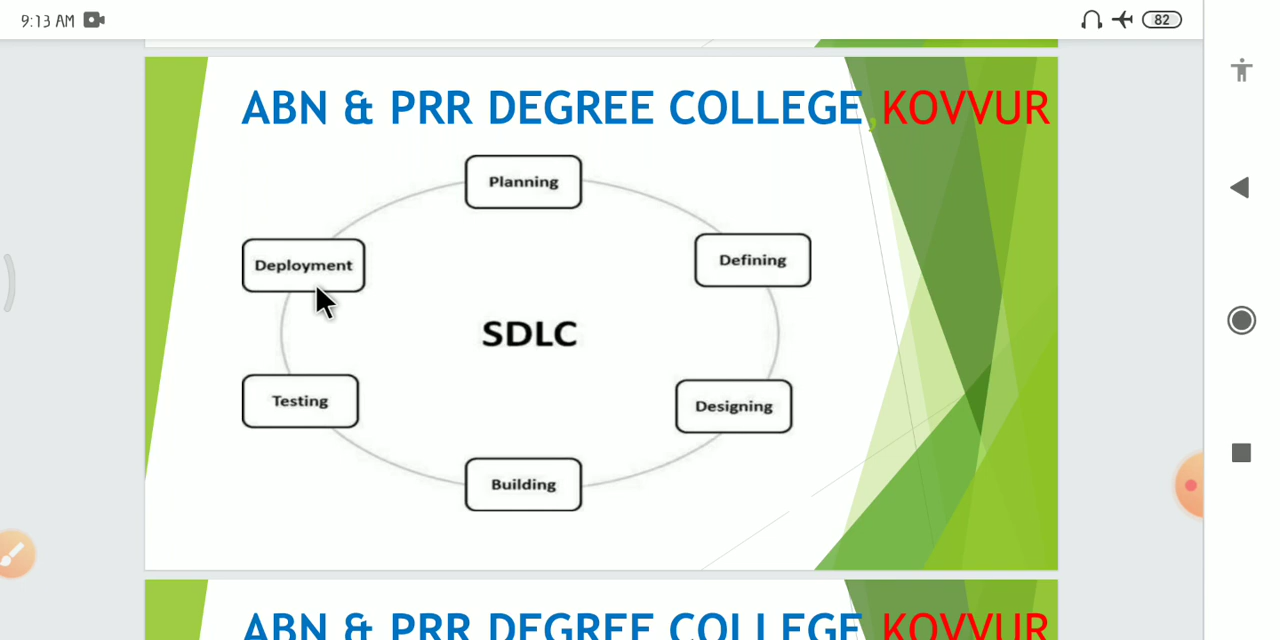 9:13 AM
82
ABN & PRR DEGREE COLLEGE,KOVVUR
Planning
Deployment
Defining
SDLC
Testing
Designing
Building
ABN & PRR DEGREE COLLEGE,KOVVUR